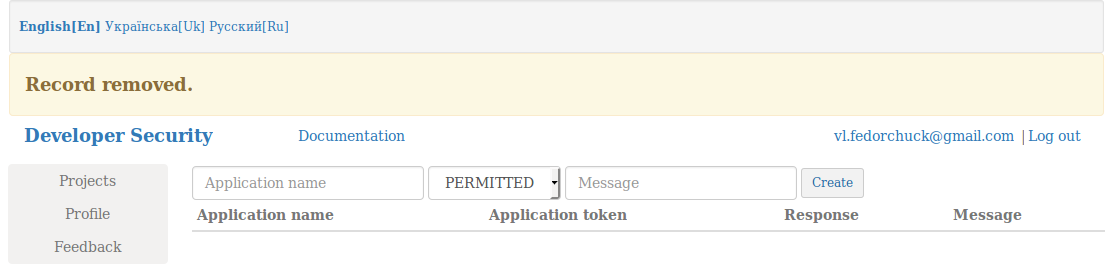 English[En] Українська[Uk] Русский[Ru]
Record removed.
Developer Security Documentation vl.fedorchuck@gmail.com | Log out
Projects
Profile
Feedback
Application name PERMITTED Message Create
Application name Application token Response Message